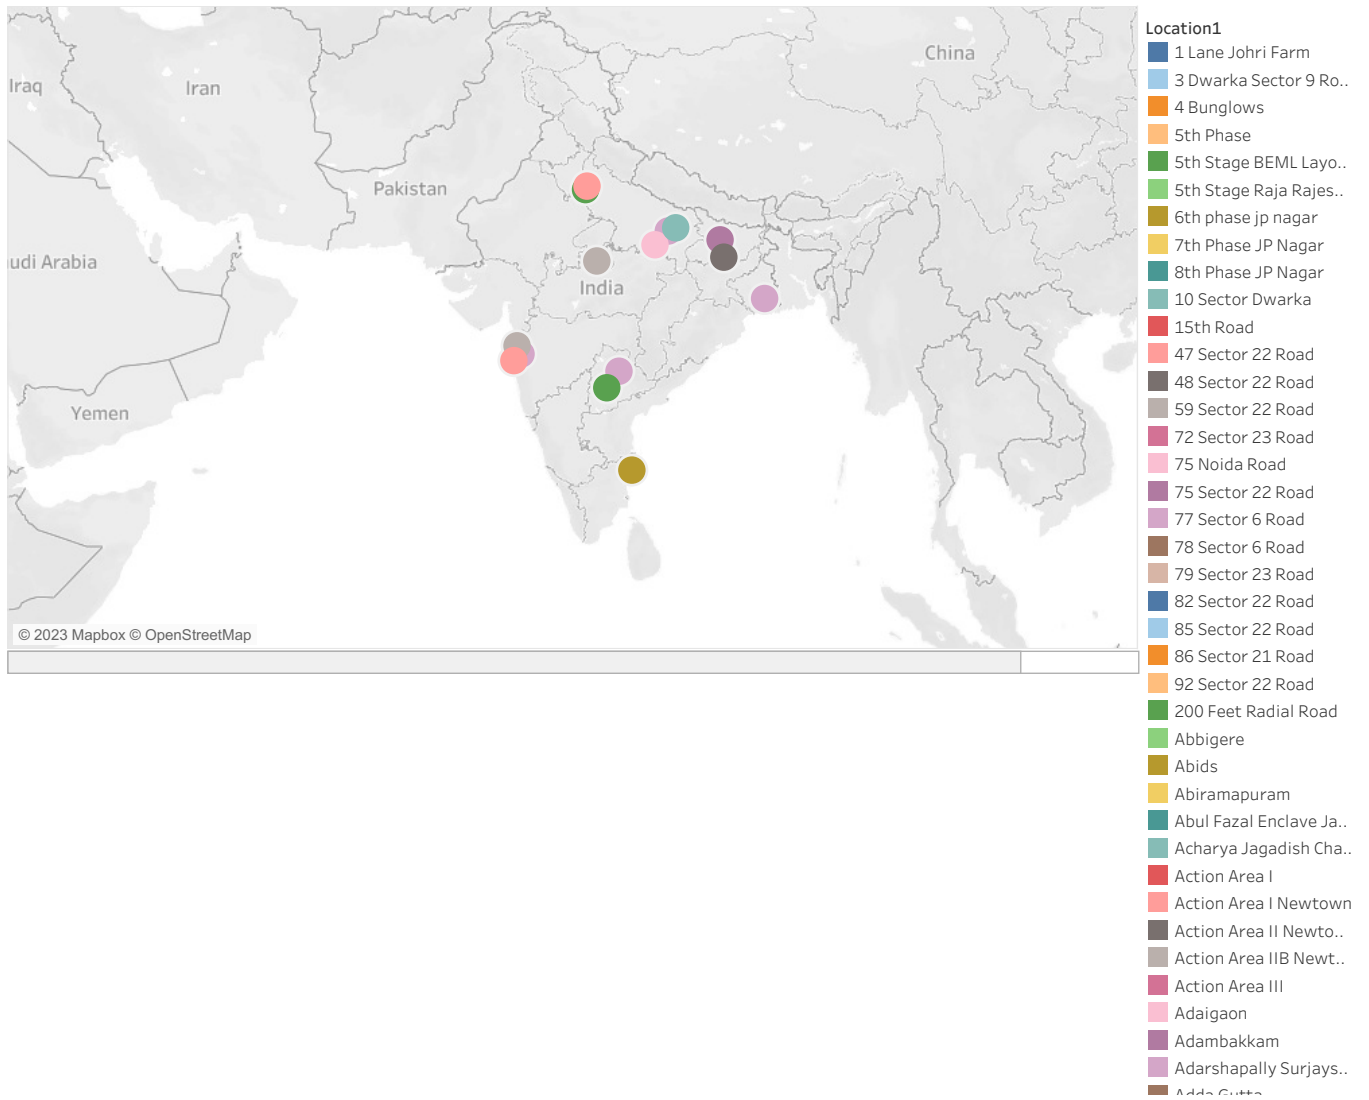 China
Iraq
Iran
Pakistan
audi Arabia
India
Yemen
© 2023 Mapbox © OpenStreetMap
Location1
1 Lane Johri Farm
3 Dwarka Sector 9 Ro..
4 Bunglows
5th Phase
5th Stage BEML Layo..
5th Stage Raja Rajes..
6th phase jp nagar
7th Phase JP Nagar
8th Phase JP Nagar
10 Sector Dwarka
15th Road
47 Sector 22 Road
48 Sector 22 Road
59 Sector 22 Road
72 Sector 23 Road
75 Noida Road
75 Sector 22 Road
77 Sector 6 Road
78 Sector 6 Road
79 Sector 23 Road
82 Sector 22 Road
85 Sector 22 Road
86 Sector 21 Road
92 Sector 22 Road
200 Feet Radial Road
Abbigere
Abids
Abiramapuram
Abul Fazal Enclave Ja..
Acharya Jagadish Cha..
Action Area I
Action Area I Newtown
Action Area II Newto..
Action Area IIB Newt..
Action Area III
Adaigaon
Adambakkam
Adarshapally Surjays..
Adda Gutta